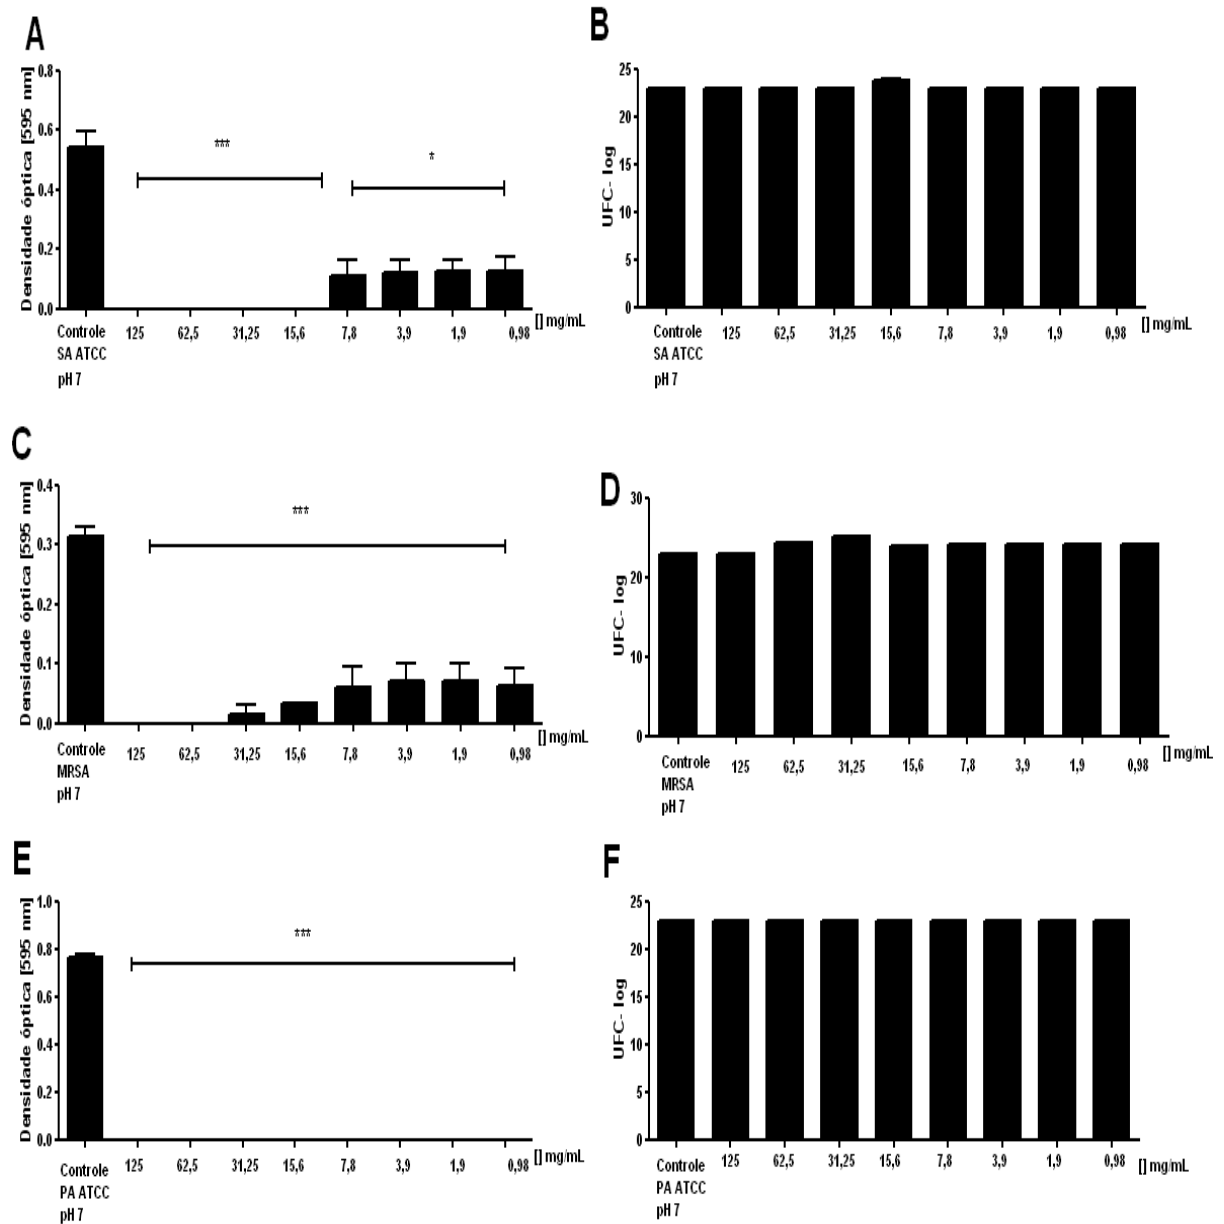 A
Densidade óptica [595 nm]
0.8
0.6
0.4
0.2
0.0
***
*
Controle
SA ATCC
pH 7
125
62,5
31,25
15,6
7,8
3,9
1,9
0,98
[] mg/mL
B
UFC- log
25
20
15
10
5
0
Controle
SA ATCC
pH 7
125
62,5
31,25
15,6
7,8
3,9
1,9
0,98
[] mg/mL
C
Densidade óptica [595 nm]
0.4
0.3
0.2
0.1
0.0
***
Controle
MRSA
pH 7
125
62,5
31,25
15,6
7,8
3,9
1,9
0,98
[] mg/mL
D
UFC- log
30
20
10
0
Controle
MRSA
pH 7
125
62,5
31,25
15,6
7,8
3,9
1,9
0,98
[] mg/mL
E
Densidade óptica [595 nm]
1.0
0.8
0.6
0.4
0.2
0.0
***
Controle
PA ATCC
pH 7
125
62,5
31,25
15,6
7,8
3,9
1,9
0,98
[] mg/mL
F
UFC- log
25
20
15
10
5
0
Controle
PA ATCC
pH 7
125
62,5
31,25
15,6
7,8
3,9
1,9
0,98
[] mg/mL